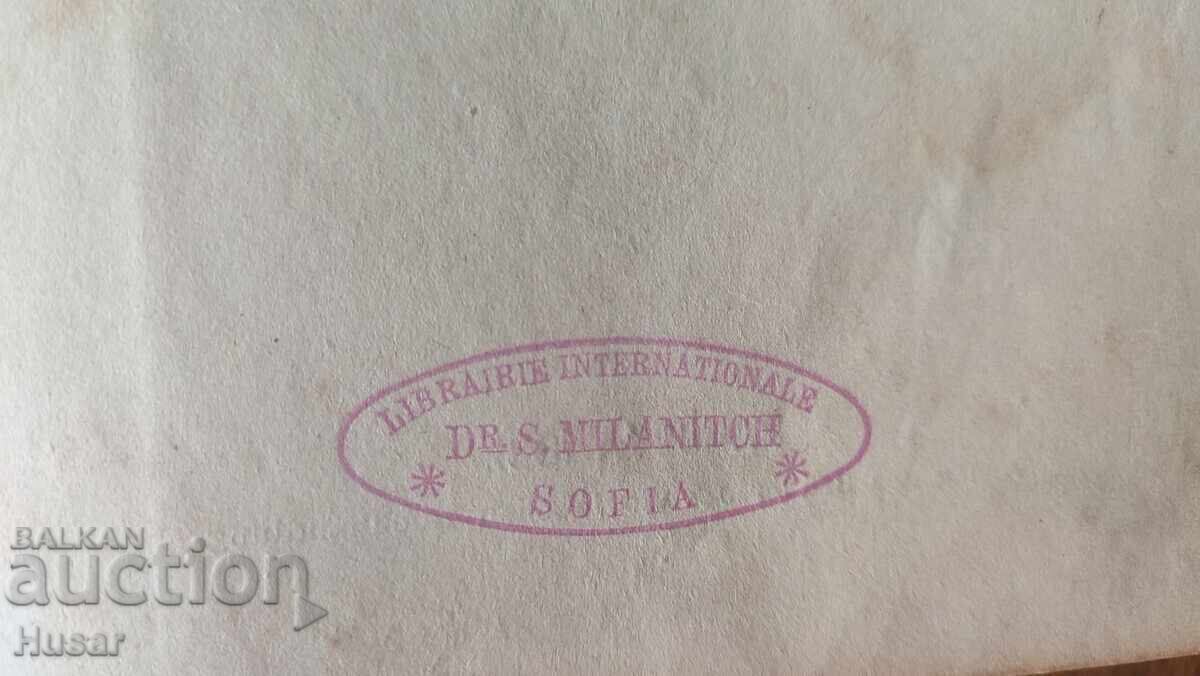 LIBRAIRIE INTERNATIONALE
DR. S. MILANITCH
SOFIA
BALKAN
auction
Husar